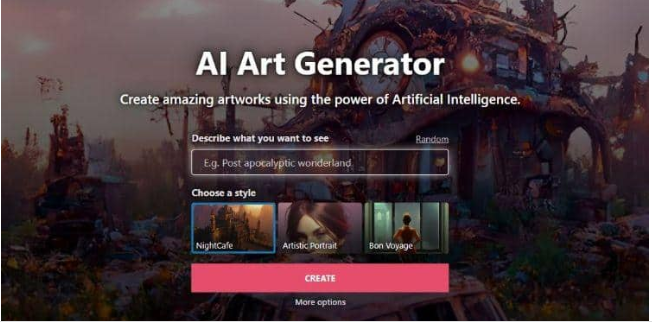 AI Art Generator
Create amazing artworks using the power of Artificial Intelligence.
Describe what you want to see Random
E.g. Post apocalyptic wonderland
Choose a style
NightCafe Artistic Portrait Bon Voyage
CREATE
More options